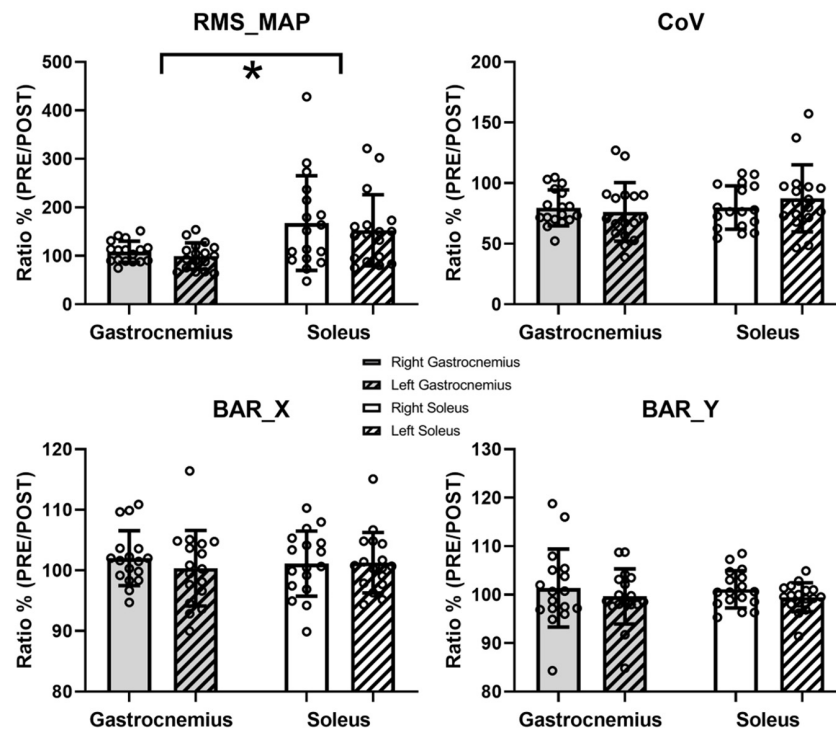 RMS_MAP
*
Ratio % (PRE/POST)
500
400
300
200
100
0
Gastrocnemius Soleus
CoV
Ratio % (PRE/POST)
200
150
100
50
0
Gastrocnemius Soleus
Right Gastrocnemius
Left Gastrocnemius
Right Soleus
Left Soleus
BAR_X
Ratio % (PRE/POST)
120
110
100
90
80
Gastrocnemius Soleus
BAR_Y
Ratio % (PRE/POST)
130
120
110
100
90
80
Gastrocnemius Soleus